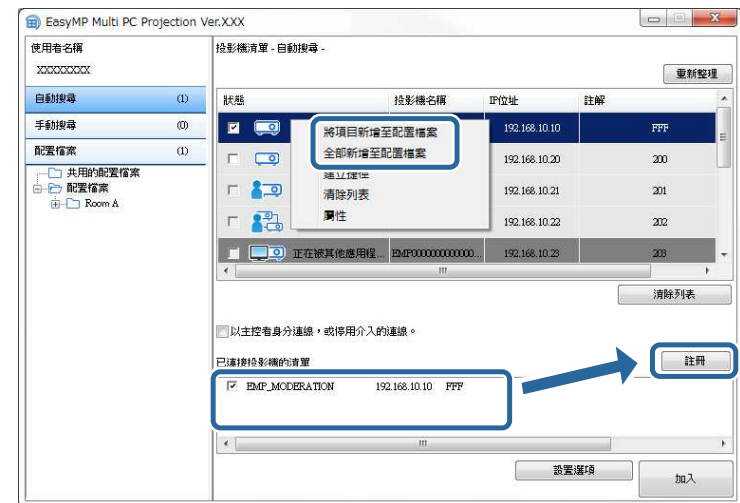 EasyMP Multi PC Projection Ver.XXX
使用者名稱
XXXXXXXXX
自動搜尋 (1)
手動搜尋 (0)
配置檔案 (1)
共用的配置檔案
配置檔案
Room A
投影機清單 - 自動搜尋 -
重新整理
狀態 投影機名稱 IP位址 註解
192.168.10.10 FFF
192.168.10.20 200
192.168.10.21 201
192.168.10.22 202
正在被其他應用程... EMP000000000000... 192.168.10.23 203
將項目新增至配置檔案
全部新增至配置檔案
建立捷徑
清除列表
屬性
清除列表
以主控者身分連線，或停用介入的連線。
已連接投影機的清單
註冊
EMP_MODERATION 192.168.10.10 FFF
設置選項
加入